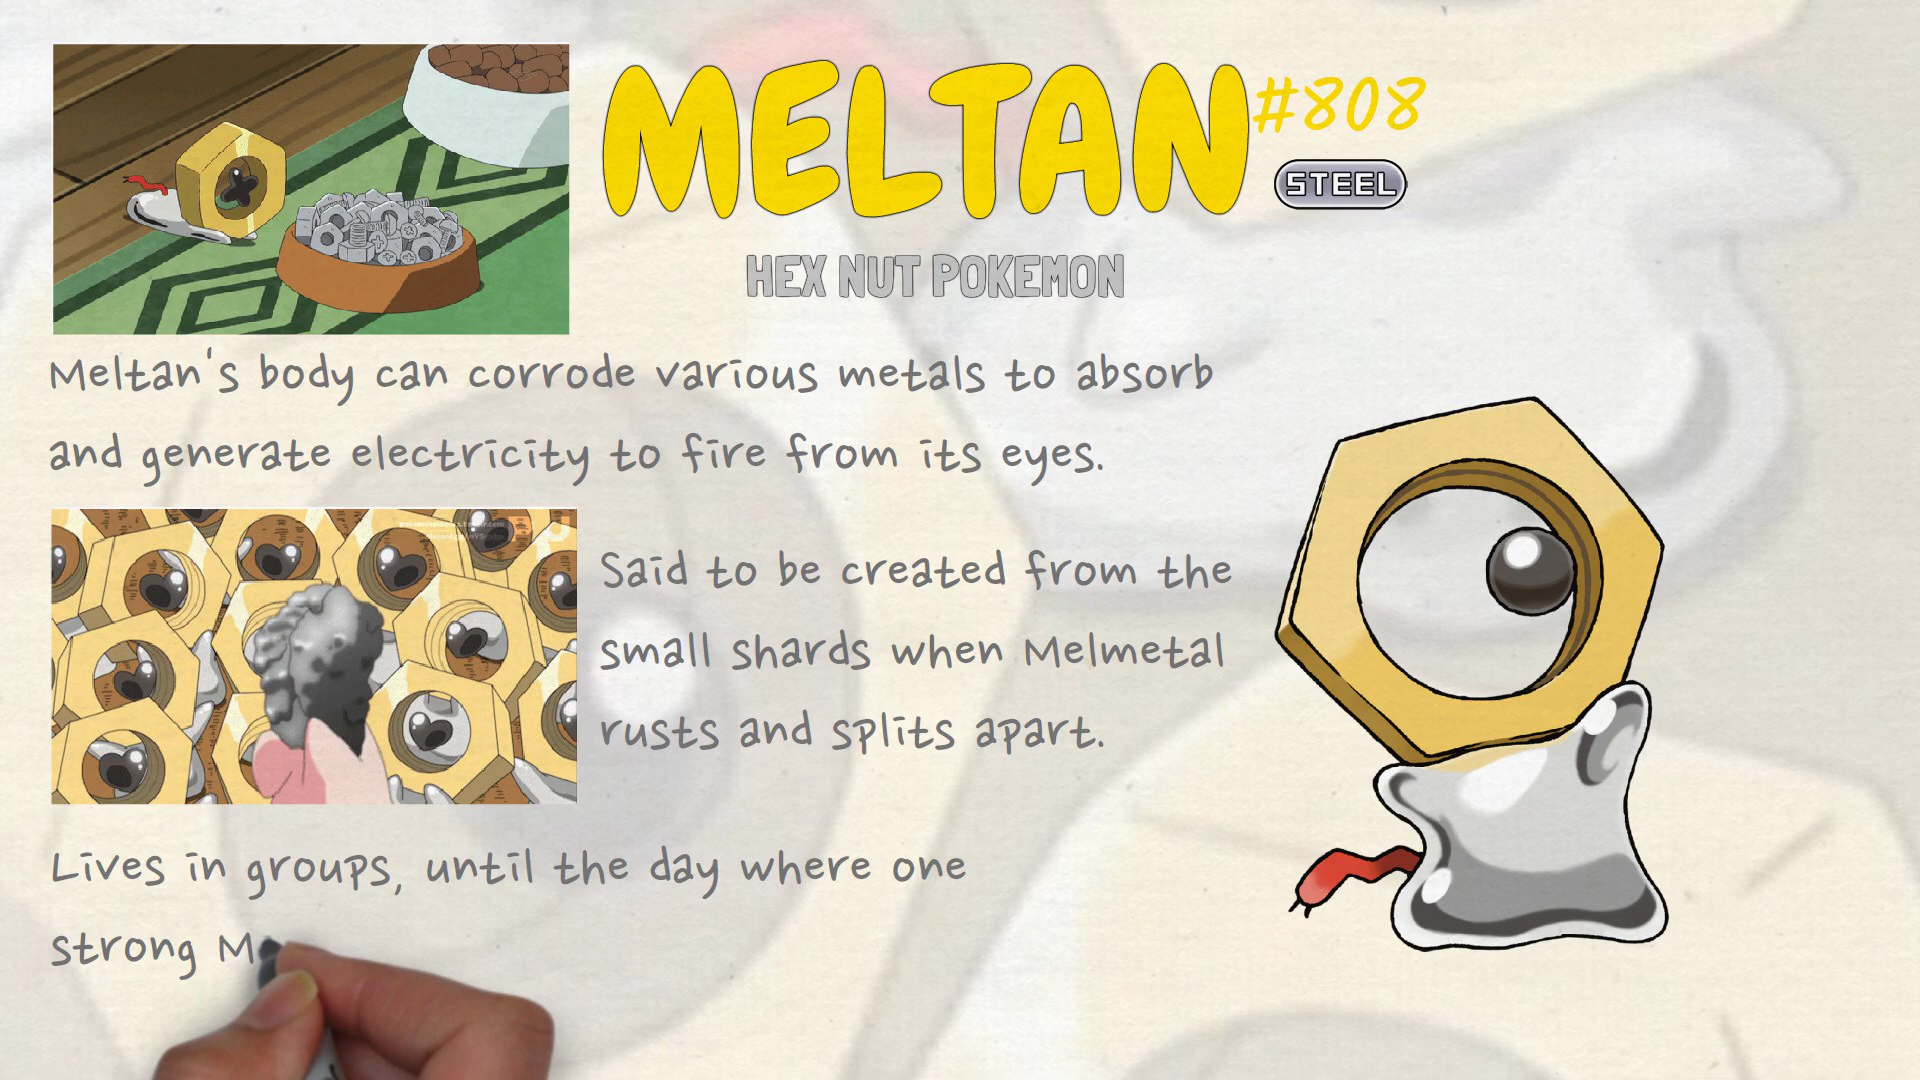 MELTAN #808
STEEL
HEX NUT POKEMON
Meltan's body can corrode various metals to absorb
and generate electricity to fire from its eyes.
Said to be created from the
small shards when Melmetal
rusts and splits apart.
Lives in groups, until the day where one
strong M